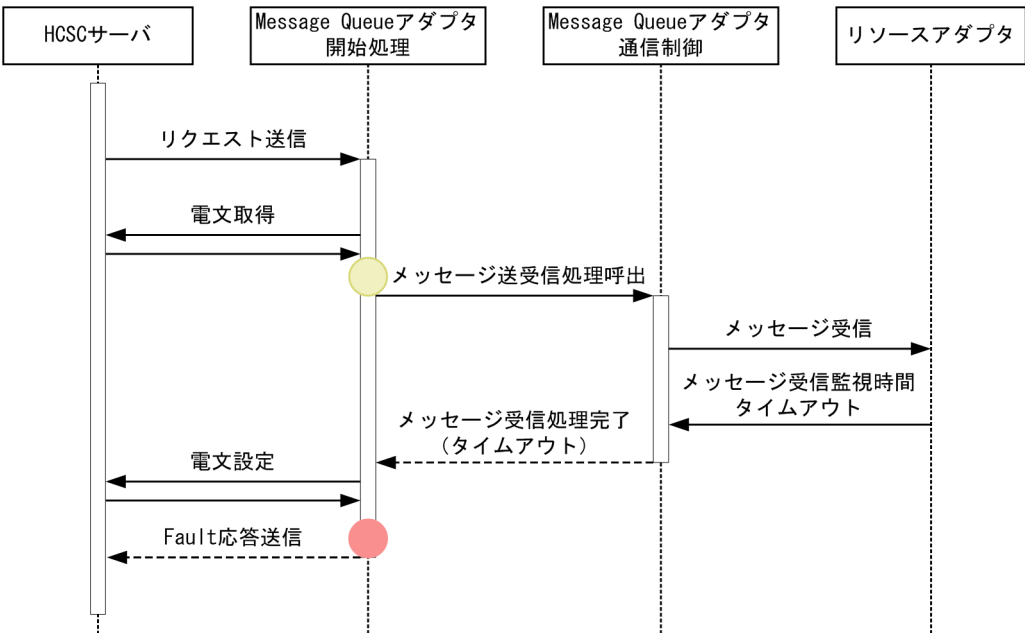 HCSCサーバ
Message Queueアダプタ
開始処理
Message Queueアダプタ
通信制御
リソースアダプタ
リクエスト送信
電文取得
メッセージ送受信処理呼出
メッセージ受信
メッセージ受信監視時間
タイムアウト
メッセージ受信処理完了
（タイムアウト）
電文設定
Fault応答送信